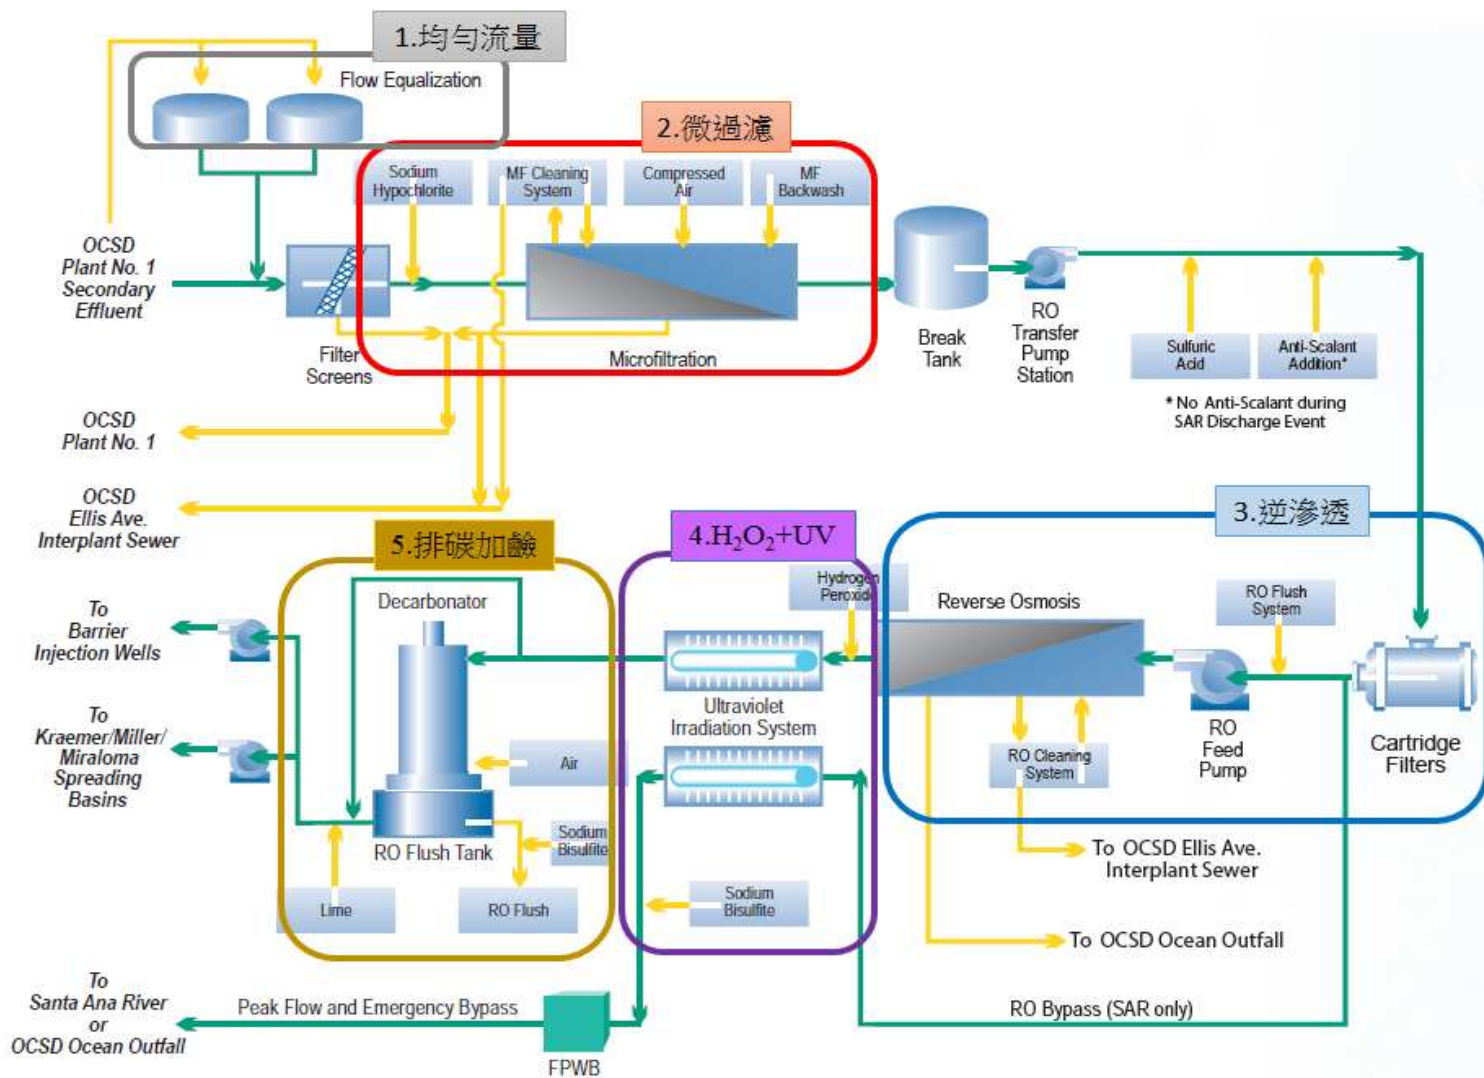 1.均勻流量
Flow Equalization
2.微過濾
Sodium
Hypochlorite
MF Cleaning
System
Compressed
Air
MF
Backwash
OCSD
Plant No. 1
Secondary
Effluent
Filter
Screens
Microfiltration
Break
Tank
RO
Transfer
Pump
Station
Sulfuric
Acid
Anti-Scalant
Addition*
* No Anti-Scalant during
SAR Discharge Event
OCSD
Plant No. 1
OCSD
Ellis Ave.
Interplant Sewer
3.逆滲透
Reverse Osmosis
RO Flush
System
RO
Feed
Pump
Cartridge
Filters
RO Cleaning
System
To OCSD Ellis Ave.
Interplant Sewer
To OCSD Ocean Outfall
RO Bypass (SAR only)
4.H₂O₂+UV
Hydrogen
Peroxide
Ultraviolet
Irradiation System
Sodium
Bisulfite
5.排碳加鹼
Decarbonator
Air
RO Flush Tank
Sodium
Bisulfite
Lime
RO Flush
To
Barrier
Injection Wells
To
Kraemer/Miller/
Miraloma
Spreading
Basins
To
Santa Ana River
or
OCSD Ocean Outfall
Peak Flow and Emergency Bypass
FPWB